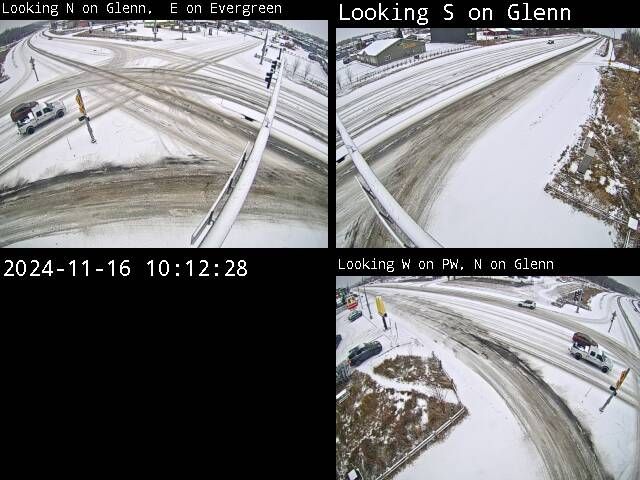 Looking N on Glenn,  E on Evergreen
Looking S on Glenn
2024-11-16 10:12:28
Looking W on PW, N on Glenn